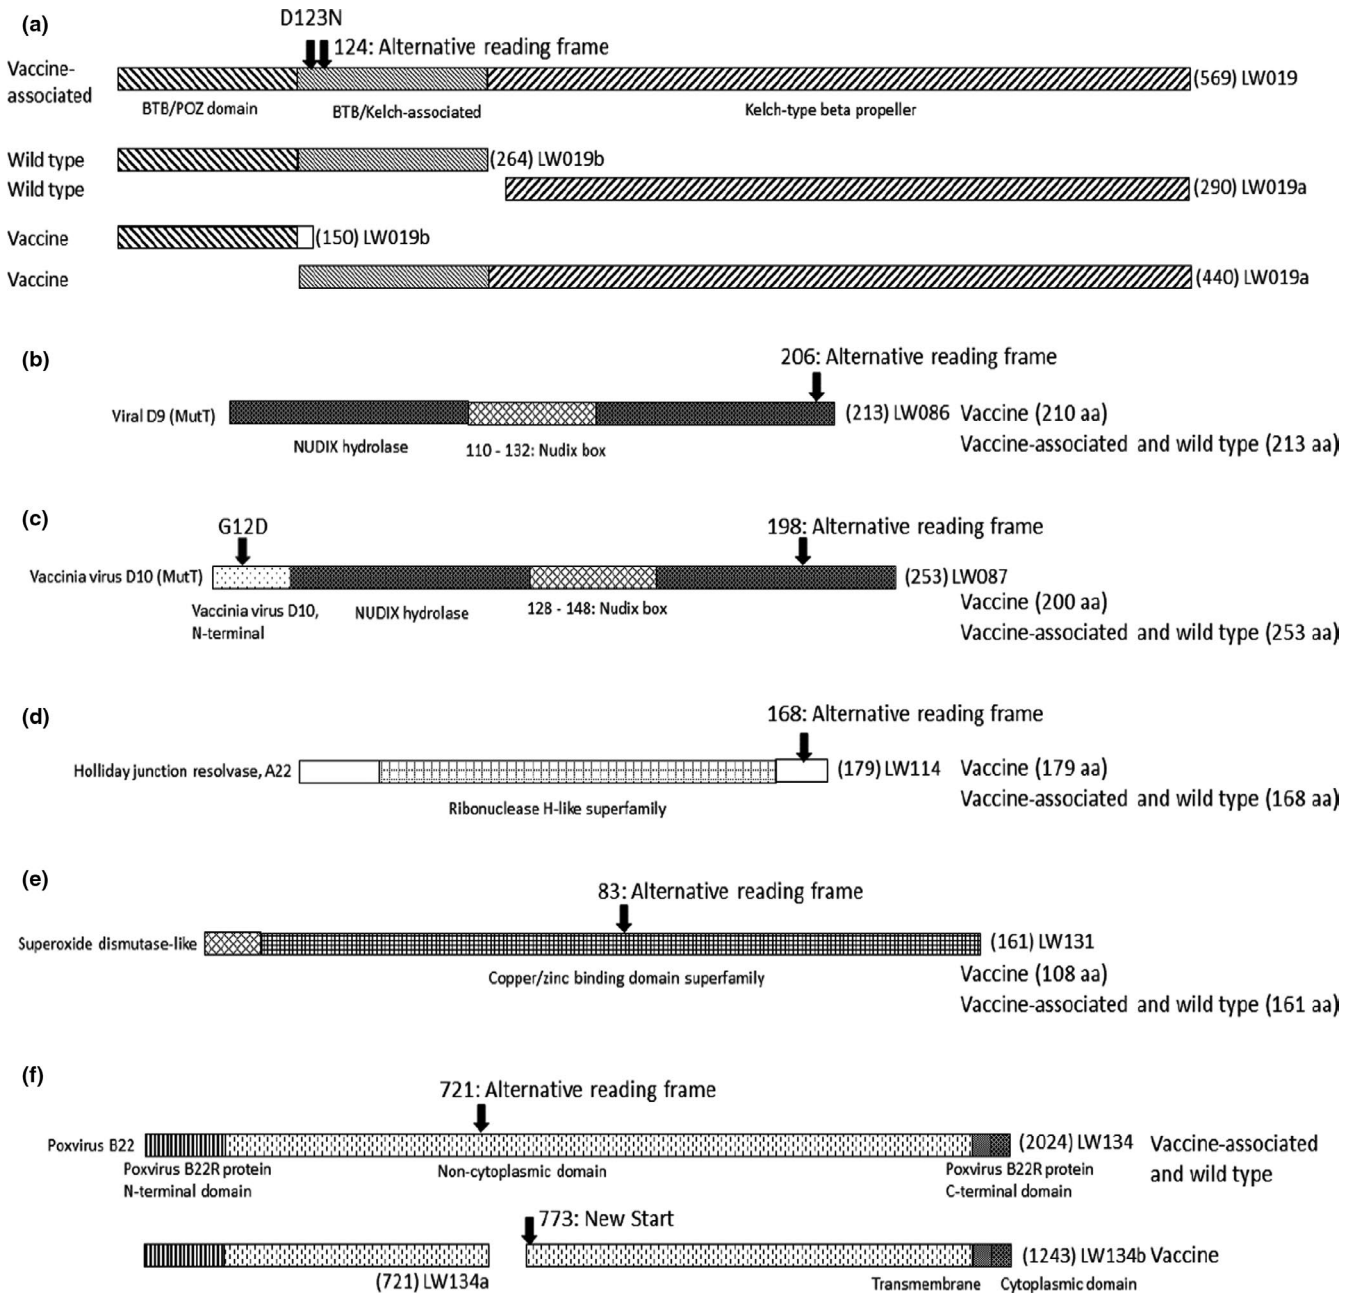 (a)
D123N
124: Alternative reading frame
Vaccine-
associated
(569) LW019
BTB/POZ domain
BTB/Kelch-associated
Kelch-type beta propeller
Wild type
(264) LW019b
Wild type
(290) LW019a
Vaccine
(150) LW019b
Vaccine
(440) LW019a
(b)
206: Alternative reading frame
Viral D9 (MutT)
(213) LW086
Vaccine (210 aa)
NUDIX hydrolase
110 - 132: Nudix box
Vaccine-associated and wild type (213 aa)
(c)
G12D
198: Alternative reading frame
Vaccinia virus D10 (MutT)
(253) LW087
Vaccinia virus D10,
N-terminal
NUDIX hydrolase
128 - 148: Nudix box
Vaccine (200 aa)
Vaccine-associated and wild type (253 aa)
(d)
168: Alternative reading frame
Holliday junction resolvase, A22
(179) LW114
Vaccine (179 aa)
Ribonuclease H-like superfamily
Vaccine-associated and wild type (168 aa)
(e)
83: Alternative reading frame
Superoxide dismutase-like
(161) LW131
Copper/zinc binding domain superfamily
Vaccine (108 aa)
Vaccine-associated and wild type (161 aa)
(f)
721: Alternative reading frame
Poxvirus B22
(2024) LW134
Vaccine-associated
and wild type
Poxvirus B22R protein
N-terminal domain
Non-cytoplasmic domain
Poxvirus B22R protein
C-terminal domain
773: New Start
(721) LW134a
(1243) LW134b Vaccine
Transmembrane
Cytoplasmic domain